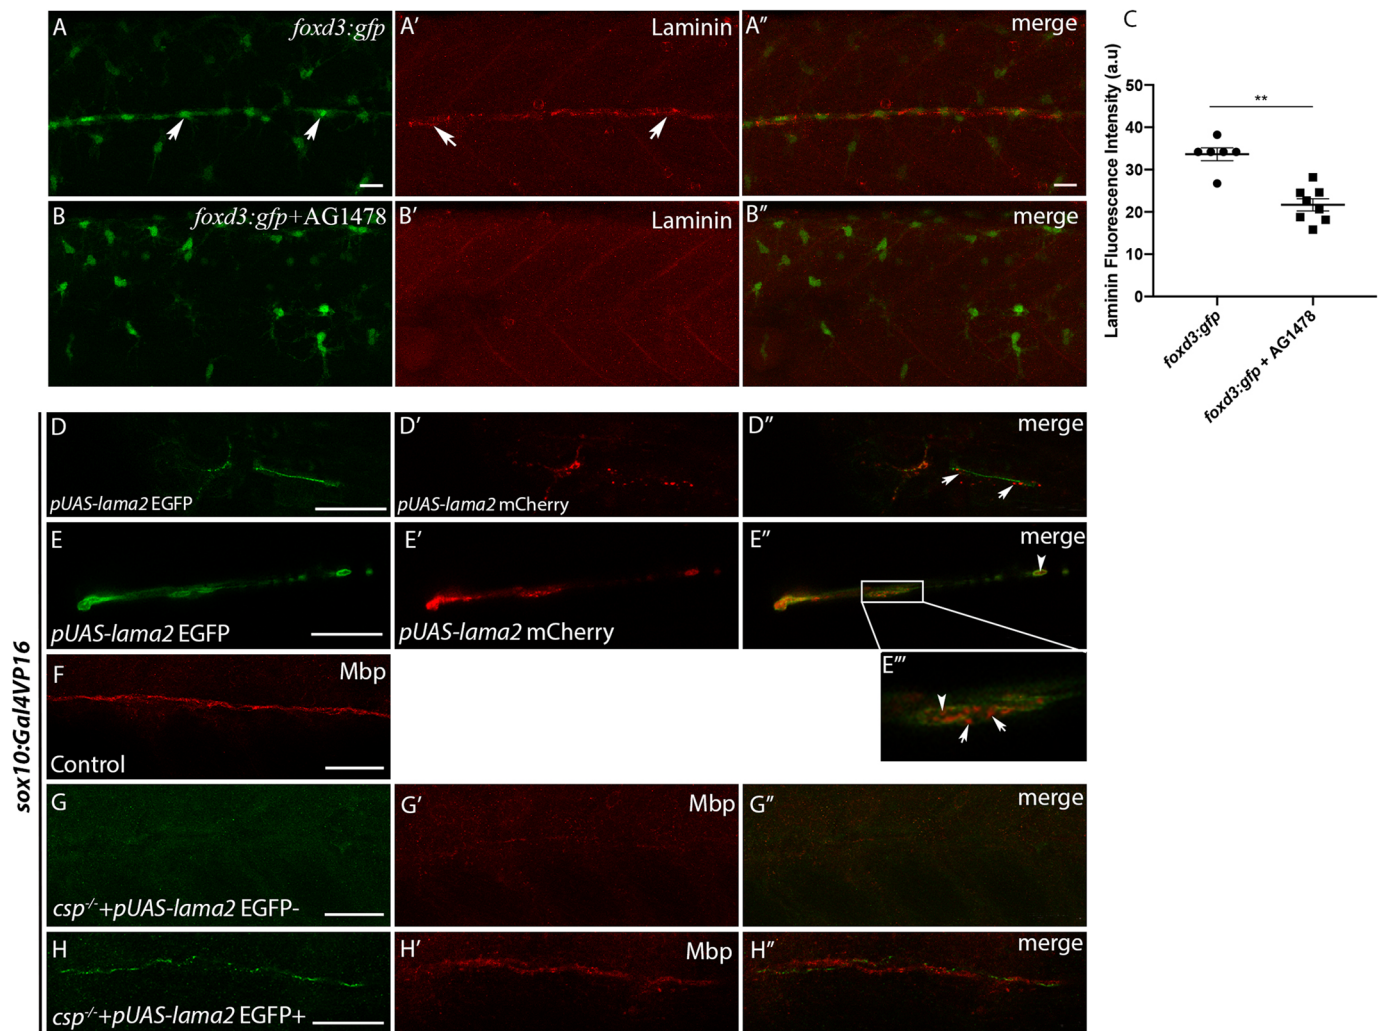 A foxd3:gfp
A′ Laminin
A″ merge
B foxd3:gfp+AG1478
B′ Laminin
B″ merge
C
Laminin Fluorescence Intensity (a.u)
50
40
30
20
10
0
**
foxd3:gfp
foxd3:gfp + AG1478
sox10:Gal4VP16
D
pUAS-lama2 EGFP
D′
pUAS-lama2 mCherry
D″ merge
E
pUAS-lama2 EGFP
E′
pUAS-lama2 mCherry
E″ merge
E‴
F Mbp
Control
G
csp-/-+pUAS-lama2 EGFP-
G′ Mbp
G″ merge
H
csp-/-+pUAS-lama2 EGFP+
H′ Mbp
H″ merge